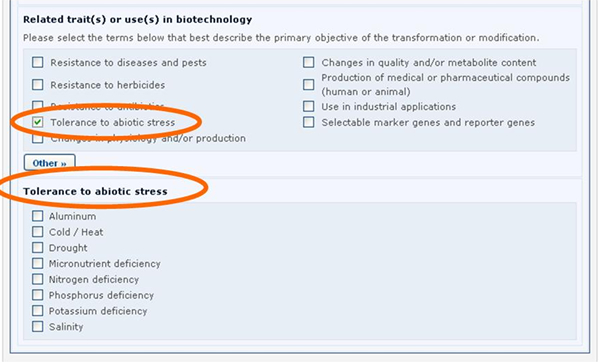 Related trait(s) or use(s) in biotechnology
Please select the terms below that best describe the primary objective of the transformation or modification.
Resistance to diseases and pests
Resistance to herbicides
Resistance to antibiotics
Tolerance to abiotic stress
Changes in physiology and/or production
Changes in quality and/or metabolite content
Production of medical or pharmaceutical compounds
(human or animal)
Use in industrial applications
Selectable marker genes and reporter genes
Other »
Tolerance to abiotic stress
Aluminum
Cold / Heat
Drought
Micronutrient deficiency
Nitrogen deficiency
Phosphorus deficiency
Potassium deficiency
Salinity